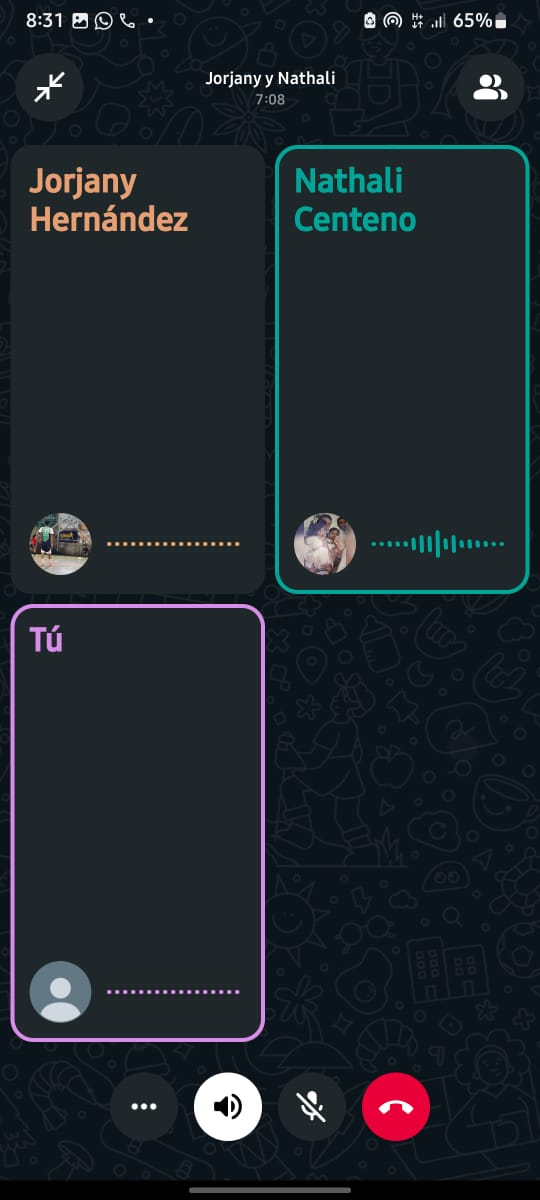 8:31
65%
Jorjany y Nathali
7:08
Jorjany
Hernández
Nathali
Centeno
Tú